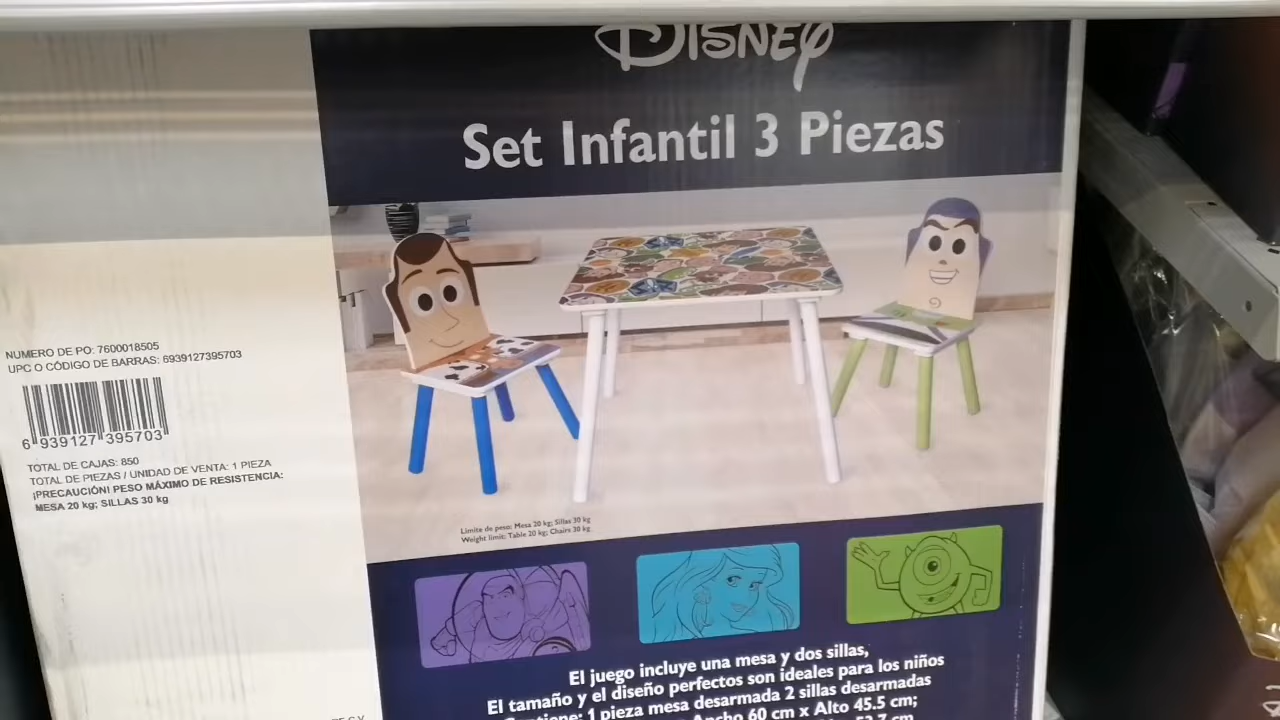 DISNEY
Set Infantil 3 Piezas
NUMERO DE PO: 7600018505
UPC O CÓDIGO DE BARRAS: 6939127395703
6 939127 395703
TOTAL DE CAJAS: 850
TOTAL DE PIEZAS / UNIDAD DE VENTA: 1 PIEZA
¡PRECAUCIÓN! PESO MÁXIMO DE RESISTENCIA:
MESA 20 kg; SILLAS 30 kg
Limite de peso: Mesa 20 kg; Sillas 30 kg
Weight limit: Table 20 kg; Chairs 30 kg
El juego incluye una mesa y dos sillas,
El tamaño y el diseño perfectos son ideales para los niños
Contiene: 1 pieza mesa desarmada 2 sillas desarmadas
Ancho 60 cm x Alto 45.5 cm;